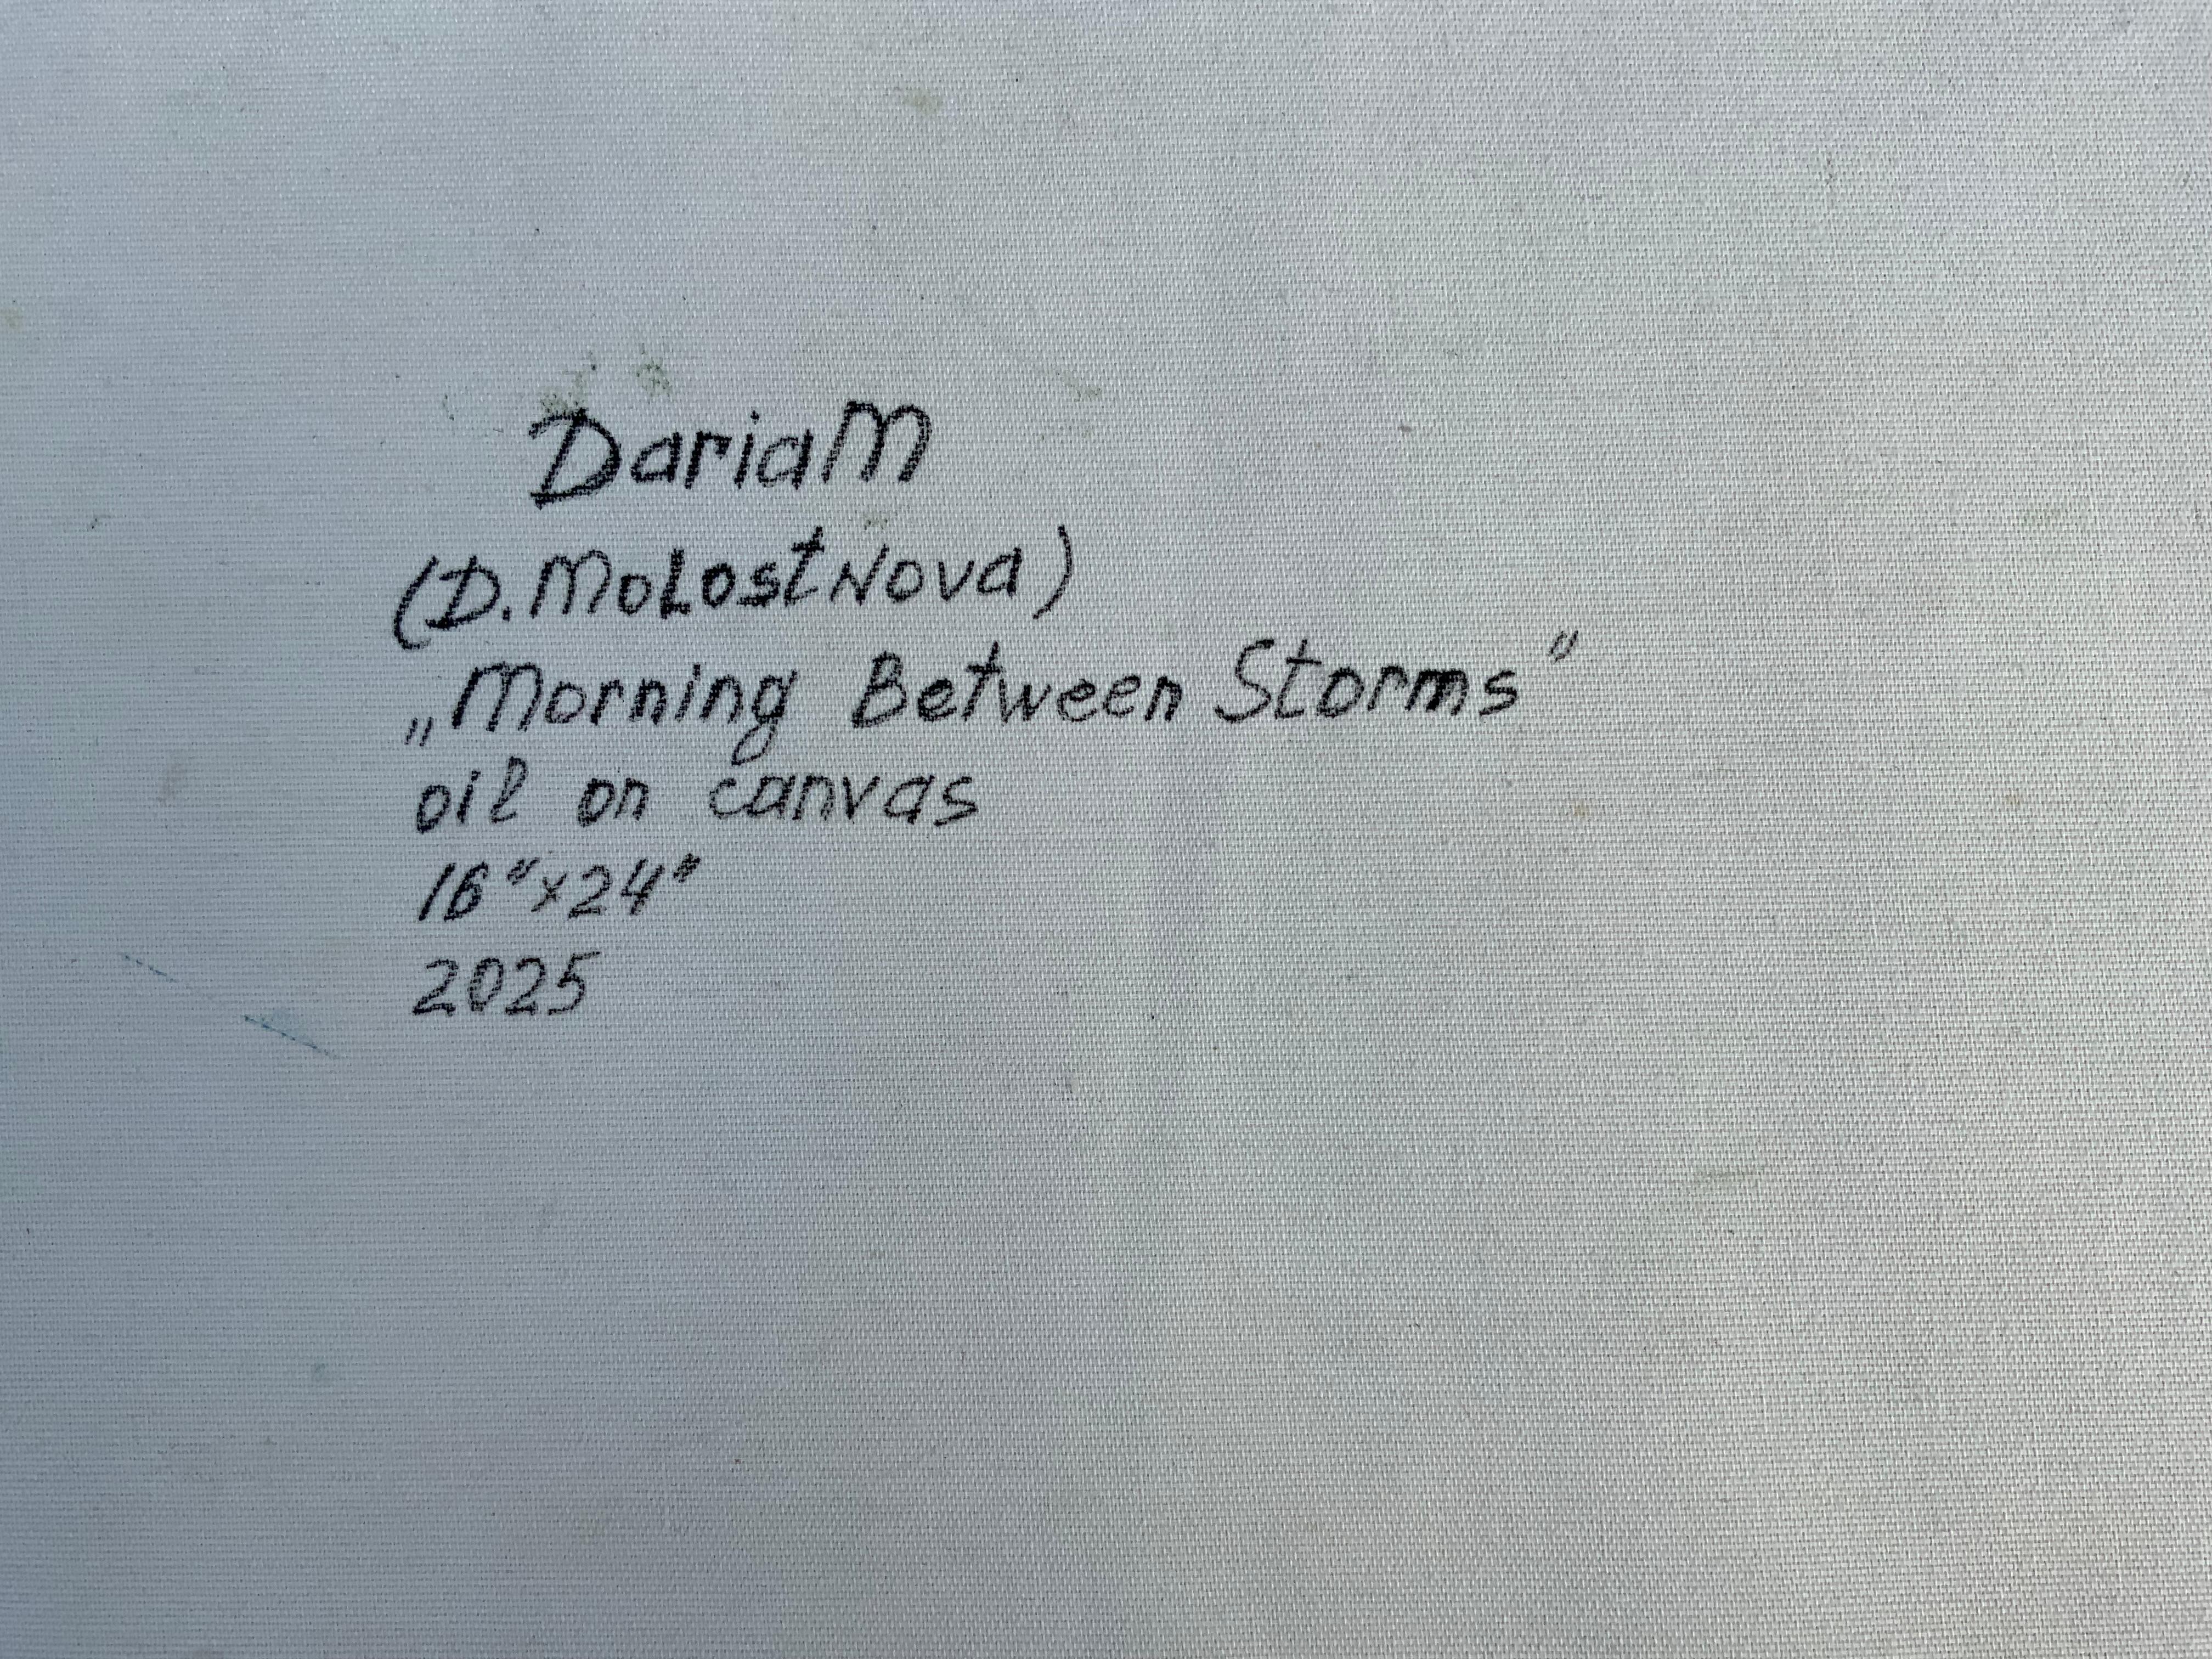 DariaM
(D. MoLostNova)
„Morning Between Storms"
oil on canvas
16"x24"
2025